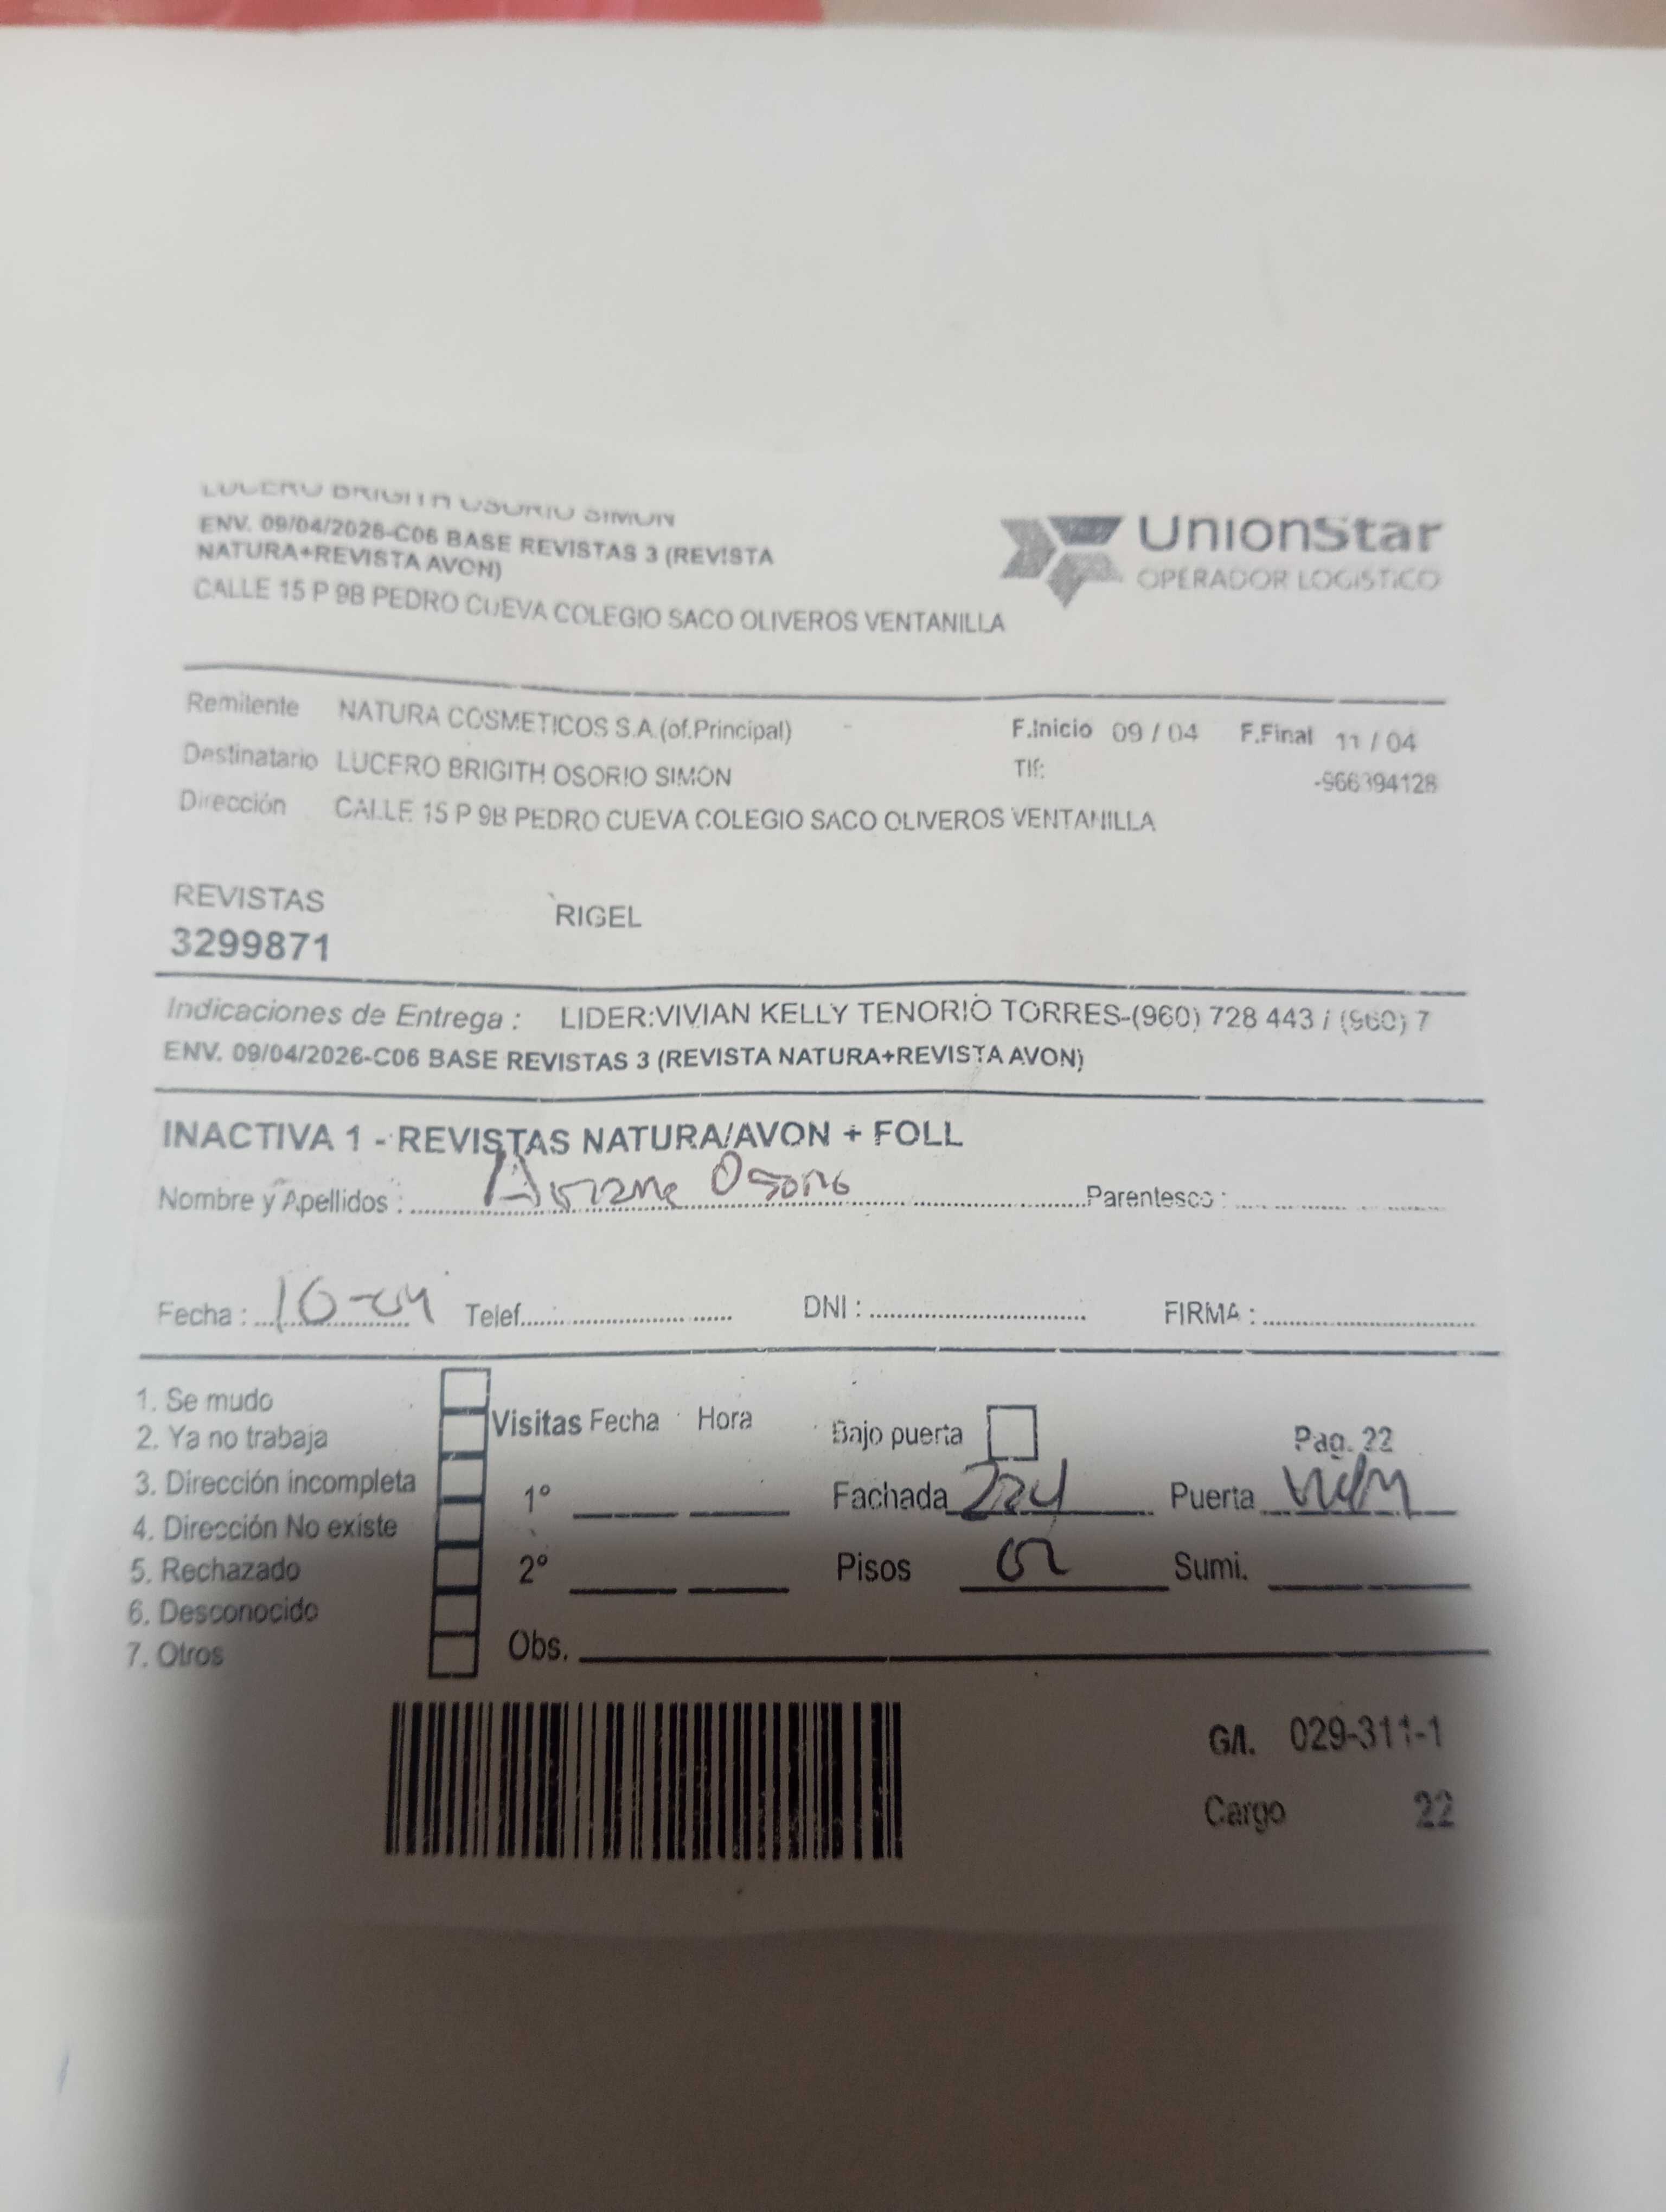 LUCERO BRIGITH OSORIO SIMON
ENV. 09/04/2026-C06 BASE REVISTAS 3 (REVISTA
NATURA+REVISTA AVON)
CALLE 15 P 9B PEDRO CUEVA COLEGIO SACO OLIVEROS VENTANILLA
UnionStar
OPERADOR LOGISTICO
Remitente NATURA COSMETICOS S.A.(of.Principal) F.Inicio 09 / 04 F.Final 11 / 04
Destinatario LUCERO BRIGITH OSORIO SIMON Tlf: -966394128
Dirección CALLE 15 P 9B PEDRO CUEVA COLEGIO SACO OLIVEROS VENTANILLA
REVISTAS RIGEL
3299871
Indicaciones de Entrega : LIDER:VIVIAN KELLY TENORIO TORRES-(960) 728 443 / (960) 7
ENV. 09/04/2026-C06 BASE REVISTAS 3 (REVISTA NATURA+REVISTA AVON)
INACTIVA 1 - REVISTAS NATURA/AVON + FOLL
Nombre y Apellidos : Osorio Parentesco :
Fecha : 10-04 Telef. DNI : FIRMA :
1. Se mudo
2. Ya no trabaja
3. Dirección incompleta
4. Dirección No existe
5. Rechazado
6. Desconocido
7. Otros
Visitas Fecha Hora Bajo puerta Pag. 22
1° Fachada Puerta
2° Pisos 02 Sumi.
Obs.
G/I. 029-311-1
Cargo 22